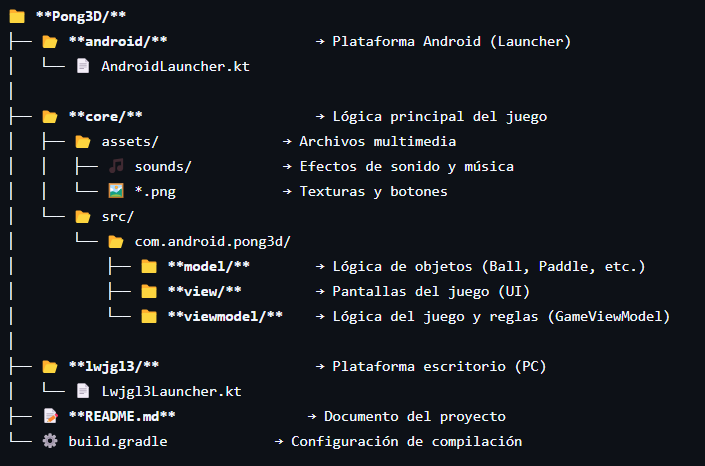 📁 **Pong3D/**
├── 📂 **android/**                  → Plataforma Android (Launcher)
│   └── 📄 AndroidLauncher.kt
│
├── 📂 **core/**                     → Lógica principal del juego
│   ├── 📂 assets/               → Archivos multimedia
│   │   ├── 🎵 sounds/           → Efectos de sonido y música
│   │   └── 🖼️ *.png             → Texturas y botones
│   └── 📂 src/
│       └── 📂 com.android.pong3d/
│           ├── 📁 **model/**        → Lógica de objetos (Ball, Paddle, etc.)
│           ├── 📁 **view/**         → Pantallas del juego (UI)
│           └── 📁 **viewmodel/**    → Lógica del juego y reglas (GameViewModel)
│
├── 📂 **lwjgl3/**                   → Plataforma escritorio (PC)
│   └── 📄 Lwjgl3Launcher.kt
├── 📝 **README.md**                → Documento del proyecto
└── ⚙️ build.gradle             → Configuración de compilación